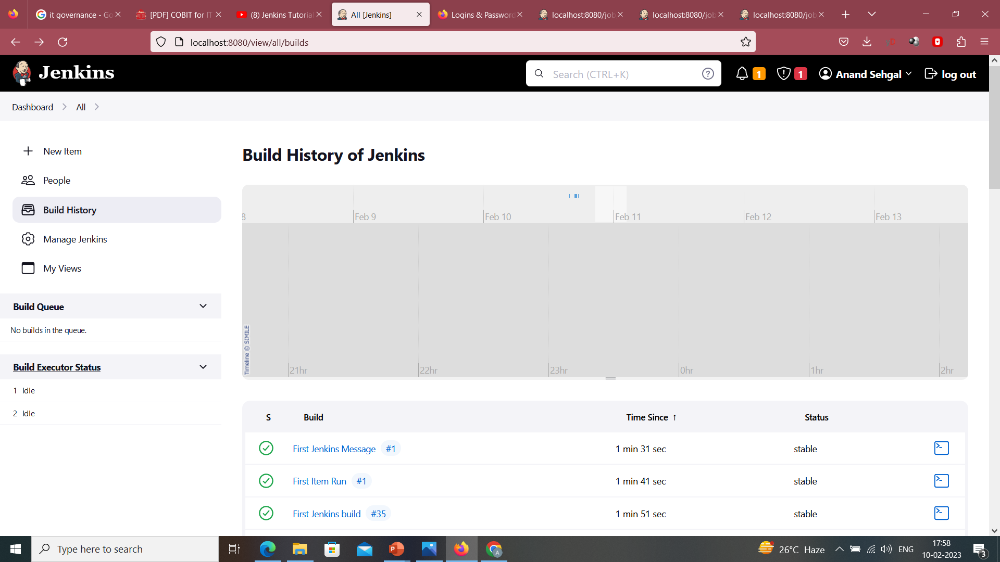 it governance - Go
[PDF] COBIT for IT
(8) Jenkins Tutorial
All [Jenkins]
Logins & Password
localhost:8080/job
localhost:8080/job
localhost:8080/job
localhost:8080/view/all/builds
Jenkins
Search (CTRL+K)
1
1
Anand Sehgal
log out
Dashboard
All
New Item
People
Build History
Manage Jenkins
My Views
Build Queue
No builds in the queue.
Build Executor Status
1 Idle
2 Idle
Build History of Jenkins
8
Feb 9
Feb 10
Feb 11
Feb 12
Feb 13
Timeline © SIMILE
21hr
22hr
23hr
0hr
1hr
2hr
S
Build
Time Since ↑
Status
First Jenkins Message #1
1 min 31 sec
stable
First Item Run #1
1 min 41 sec
stable
First Jenkins build #35
1 min 51 sec
stable
Type here to search
26°C Haze
ENG
17:58
10-02-2023
3